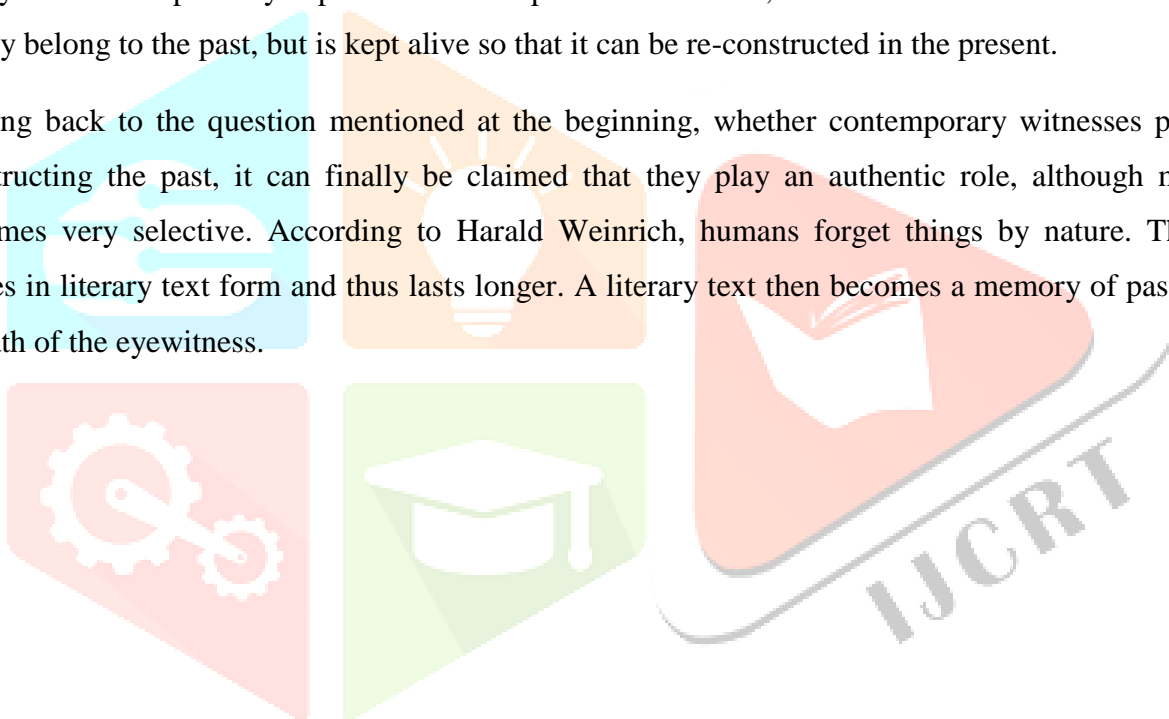 y belong to the past, but is kept alive so that it can be re-constructed in the present.
ng back to the question mentioned at the beginning, whether contemporary witnesses p
tructing the past, it can finally be claimed that they play an authentic role, although m
mes very selective. According to Harald Weinrich, humans forget things by nature. Th
es in literary text form and thus lasts longer. A literary text then becomes a memory of pas
th of the eyewitness.
IJCRT